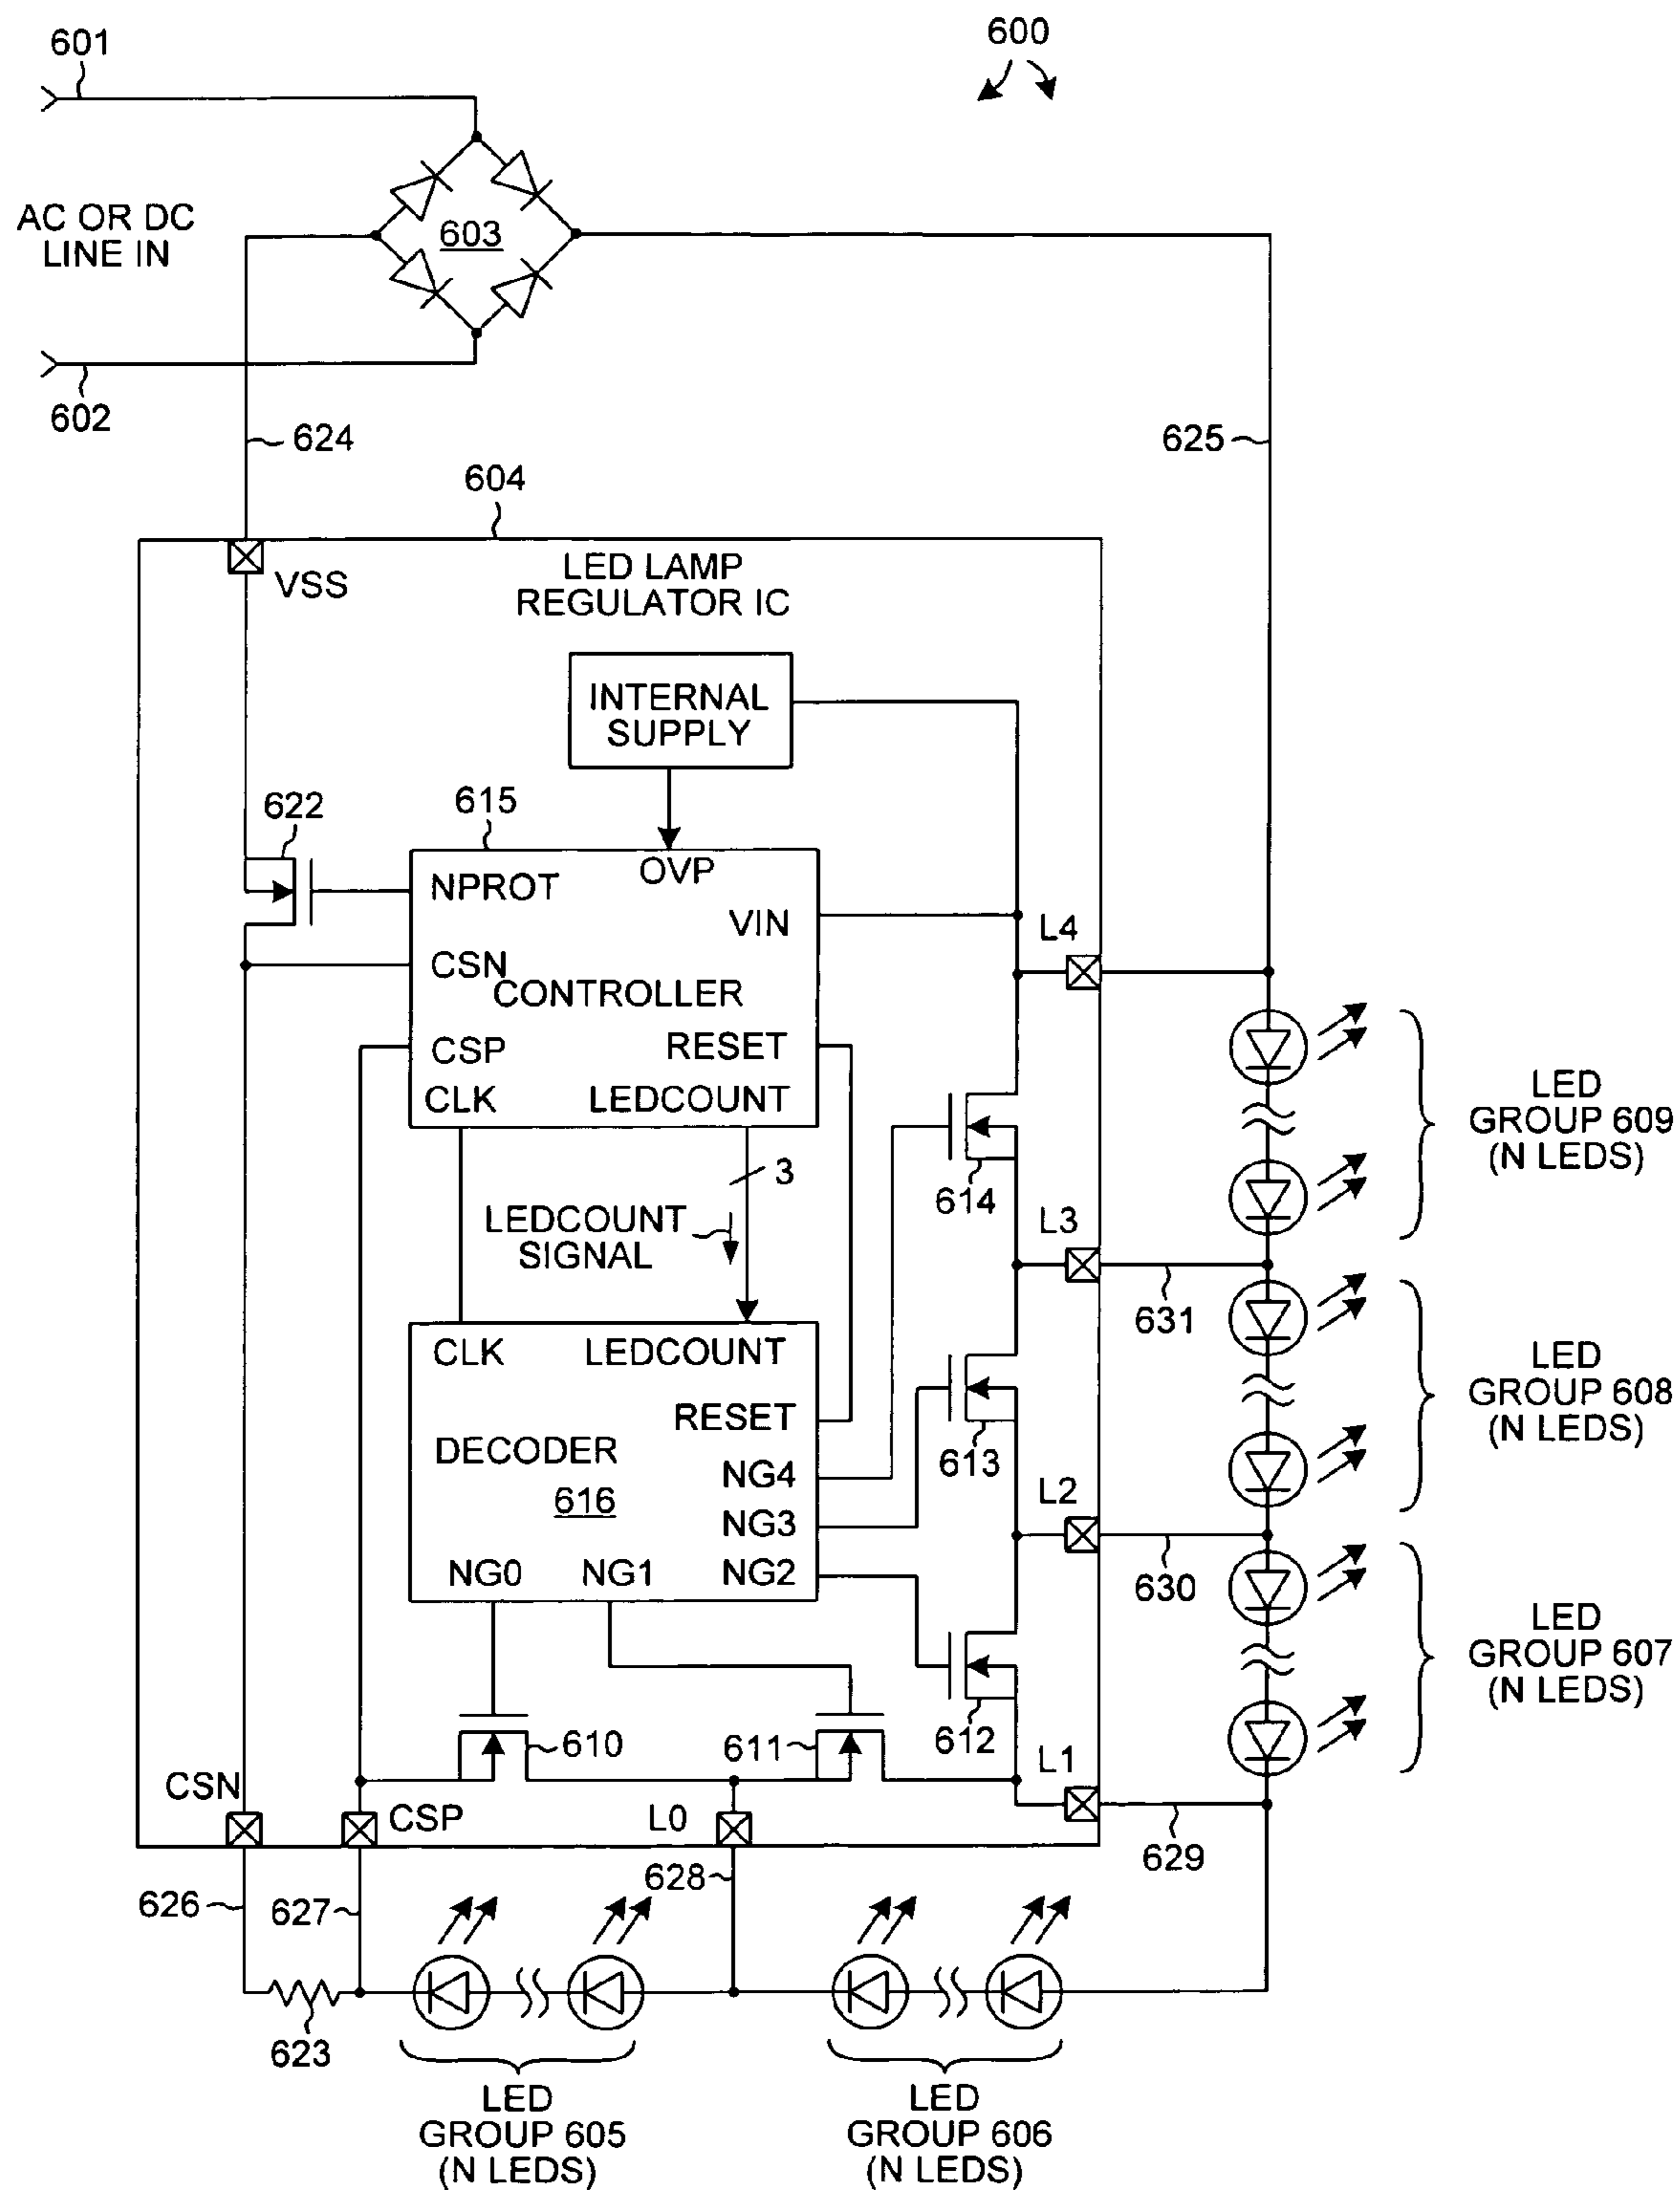 601
600
AC OR DC
LINE IN
603
602
624
625
604
VSS
LED LAMP
REGULATOR IC
INTERNAL
SUPPLY
622
615
NPROT
OVP
VIN
L4
CSN
CONTROLLER
CSP
RESET
CLK
LEDCOUNT
LED
GROUP 609
(N LEDS)
3
614
LEDCOUNT
SIGNAL
L3
631
CLK
LEDCOUNT
RESET
DECODER
616
NG4
NG3
NG2
NG0
NG1
613
LED
GROUP 608
(N LEDS)
L2
630
LED
GROUP 607
(N LEDS)
610
611
612
L1
CSN
CSP
L0
629
626
627
628
623
LED
GROUP 605
(N LEDS)
LED
GROUP 606
(N LEDS)